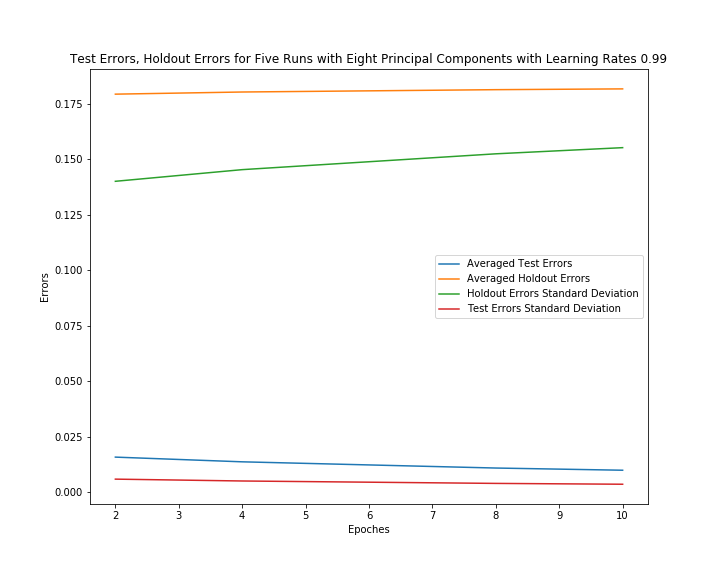 Test Errors, Holdout Errors for Five Runs with Eight Principal Components with Learning Rates 0.99
0.175
0.150
0.125
0.100
0.075
0.050
0.025
0.000
Errors
Averaged Test Errors
Averaged Holdout Errors
Holdout Errors Standard Deviation
Test Errors Standard Deviation
2 3 4 5 6 7 8 9 10
Epoches